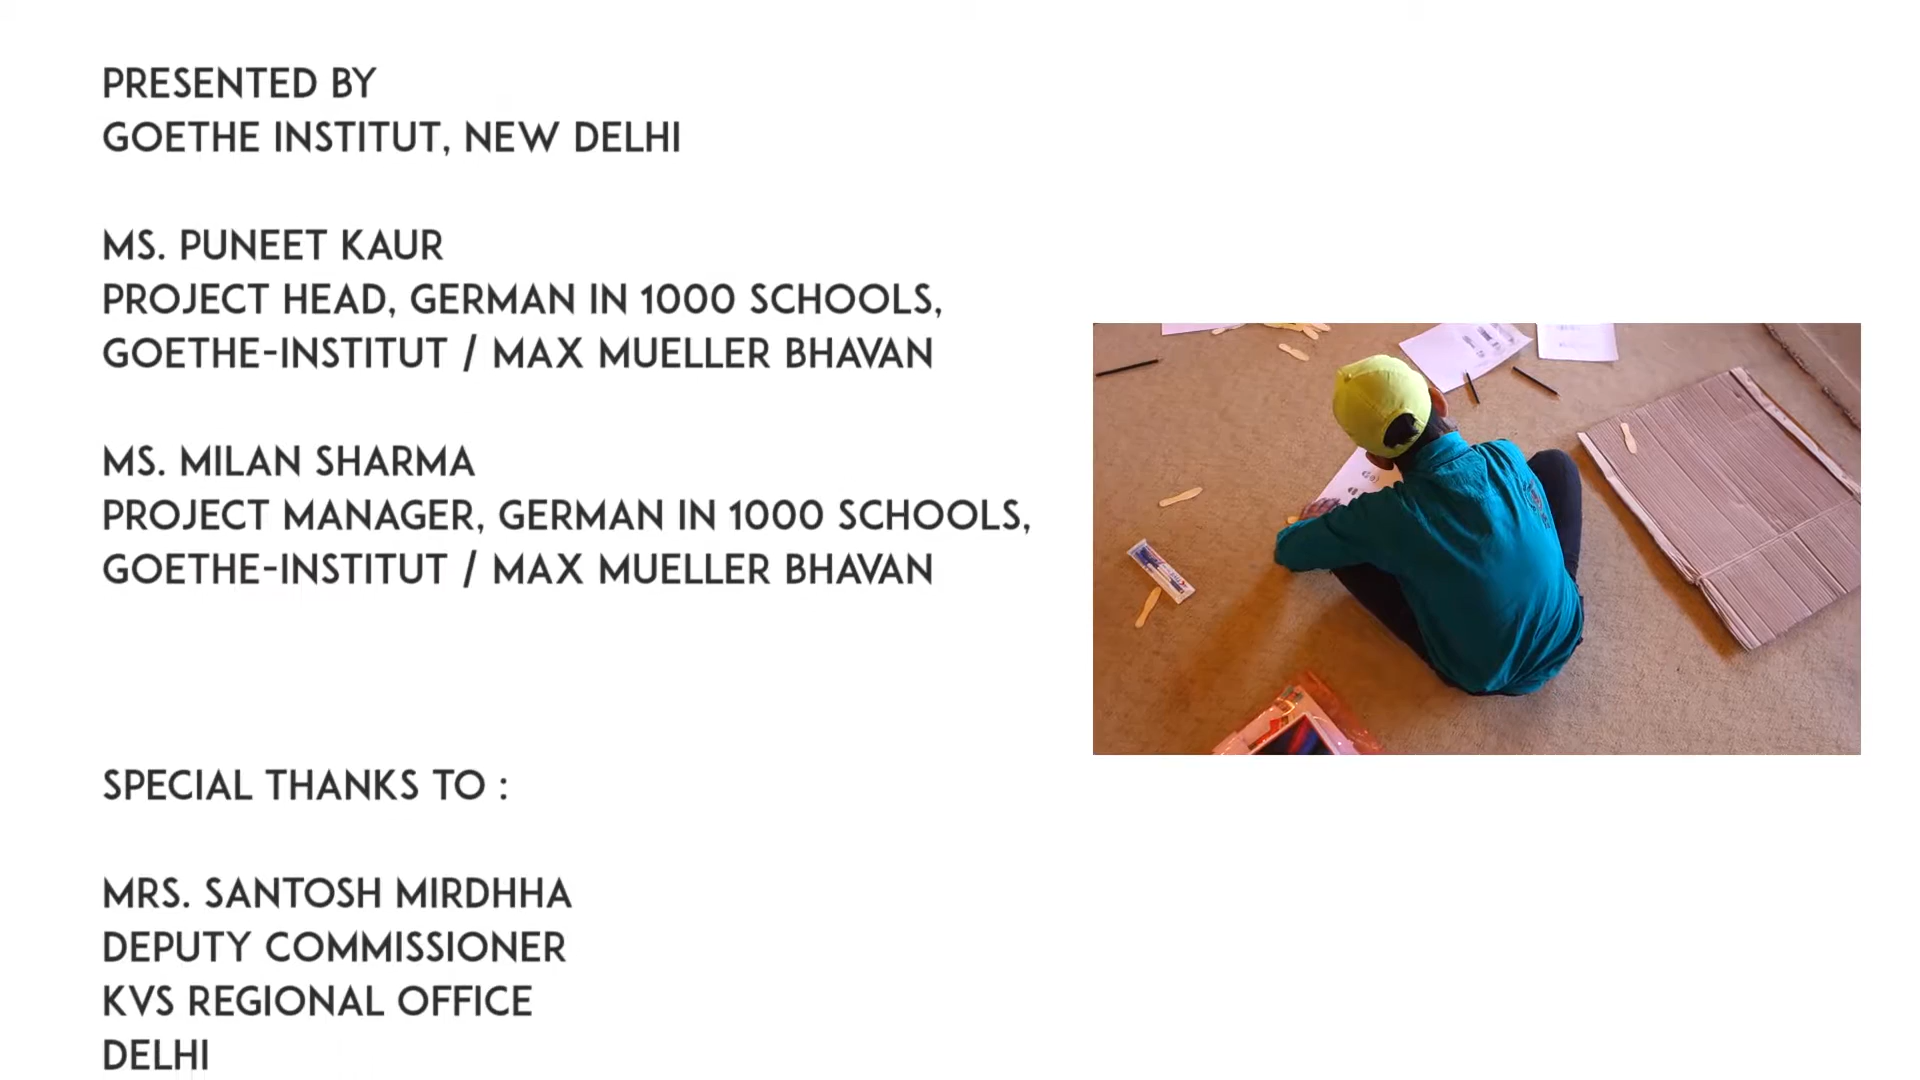 PRESENTED BY
GOETHE INSTITUT, NEW DELHI
MS. PUNEET KAUR
PROJECT HEAD, GERMAN IN 1000 SCHOOLS,
GOETHE-INSTITUT / MAX MUELLER BHAVAN
MS. MILAN SHARMA
PROJECT MANAGER, GERMAN IN 1000 SCHOOLS,
GOETHE-INSTITUT / MAX MUELLER BHAVAN
SPECIAL THANKS TO :
MRS. SANTOSH MIRDHHA
DEPUTY COMMISSIONER
KVS REGIONAL OFFICE
DELHI